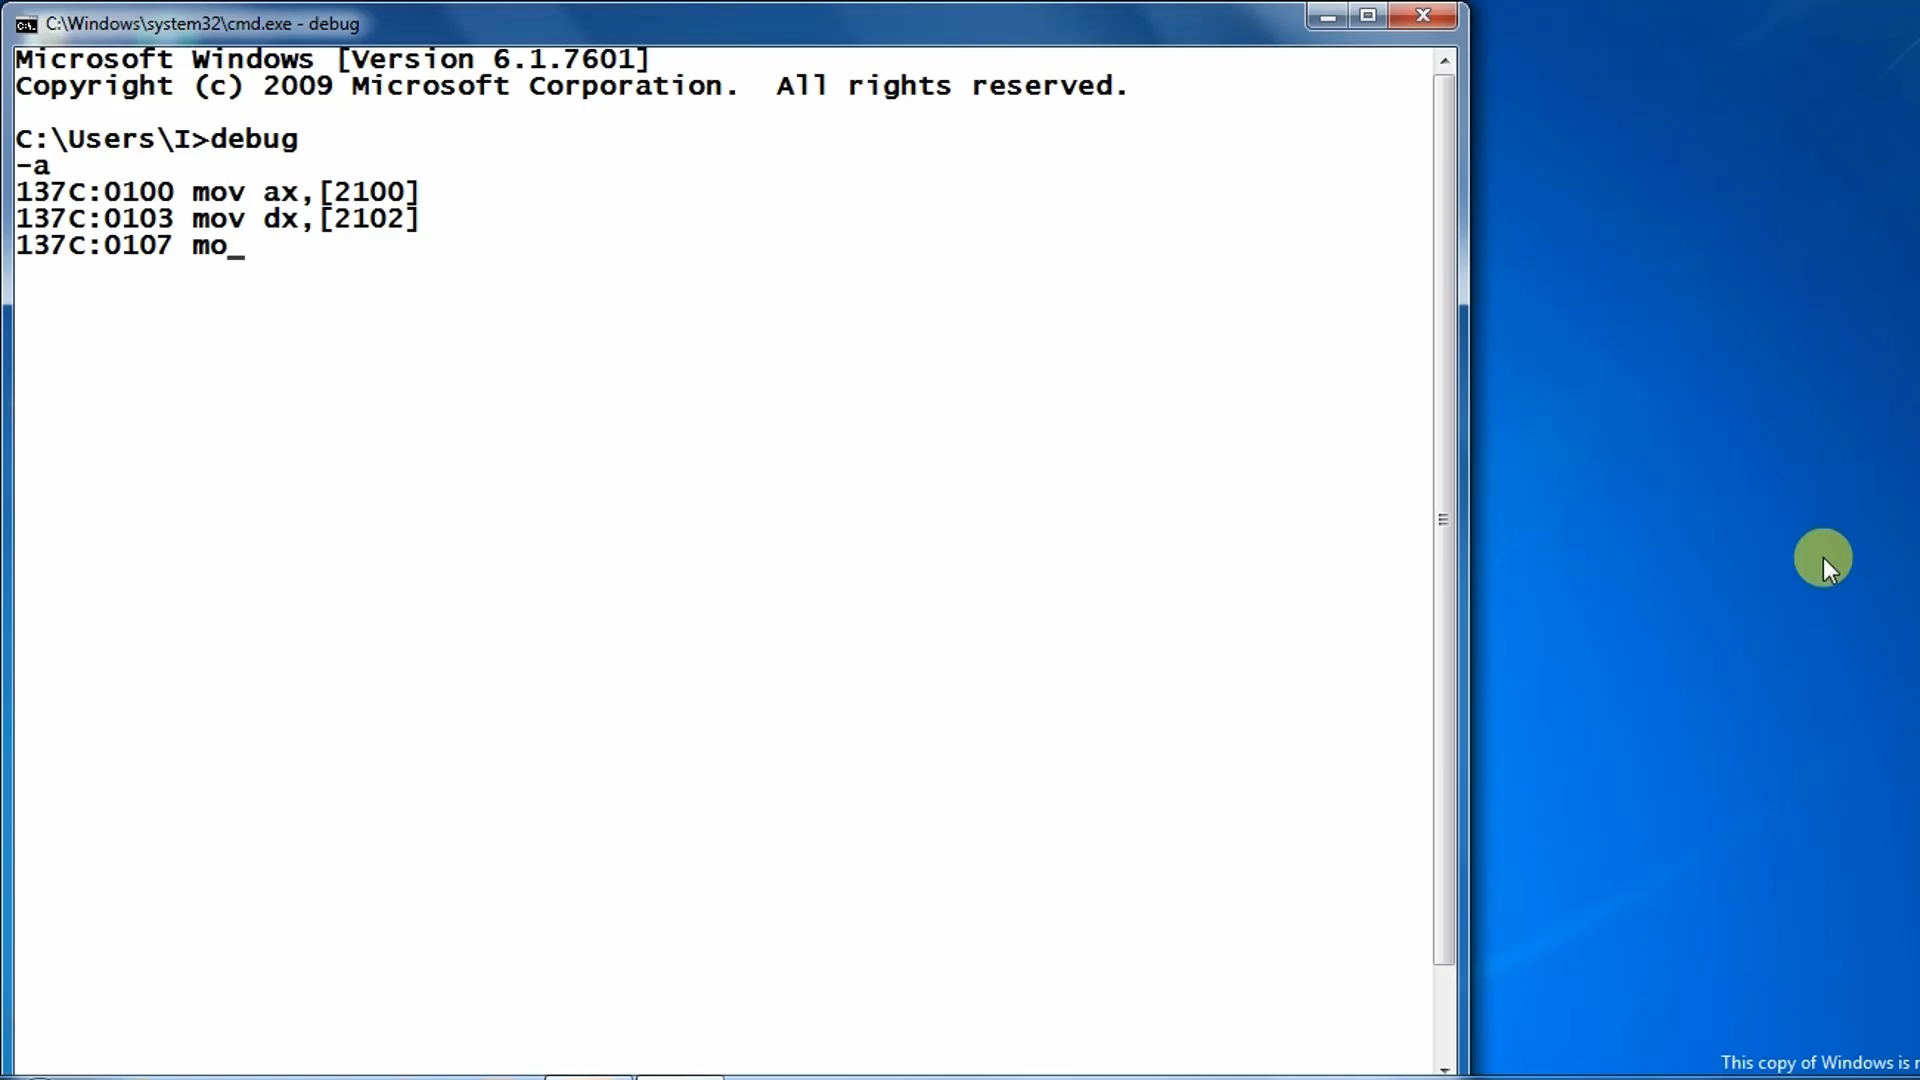 C:\Windows\system32\cmd.exe - debug
Microsoft Windows [Version 6.1.7601]
Copyright (c) 2009 Microsoft Corporation.  All rights reserved.
C:\Users\I>debug
-a
137C:0100 mov ax,[2100]
137C:0103 mov dx,[2102]
137C:0107 mo_
This copy of Windows is